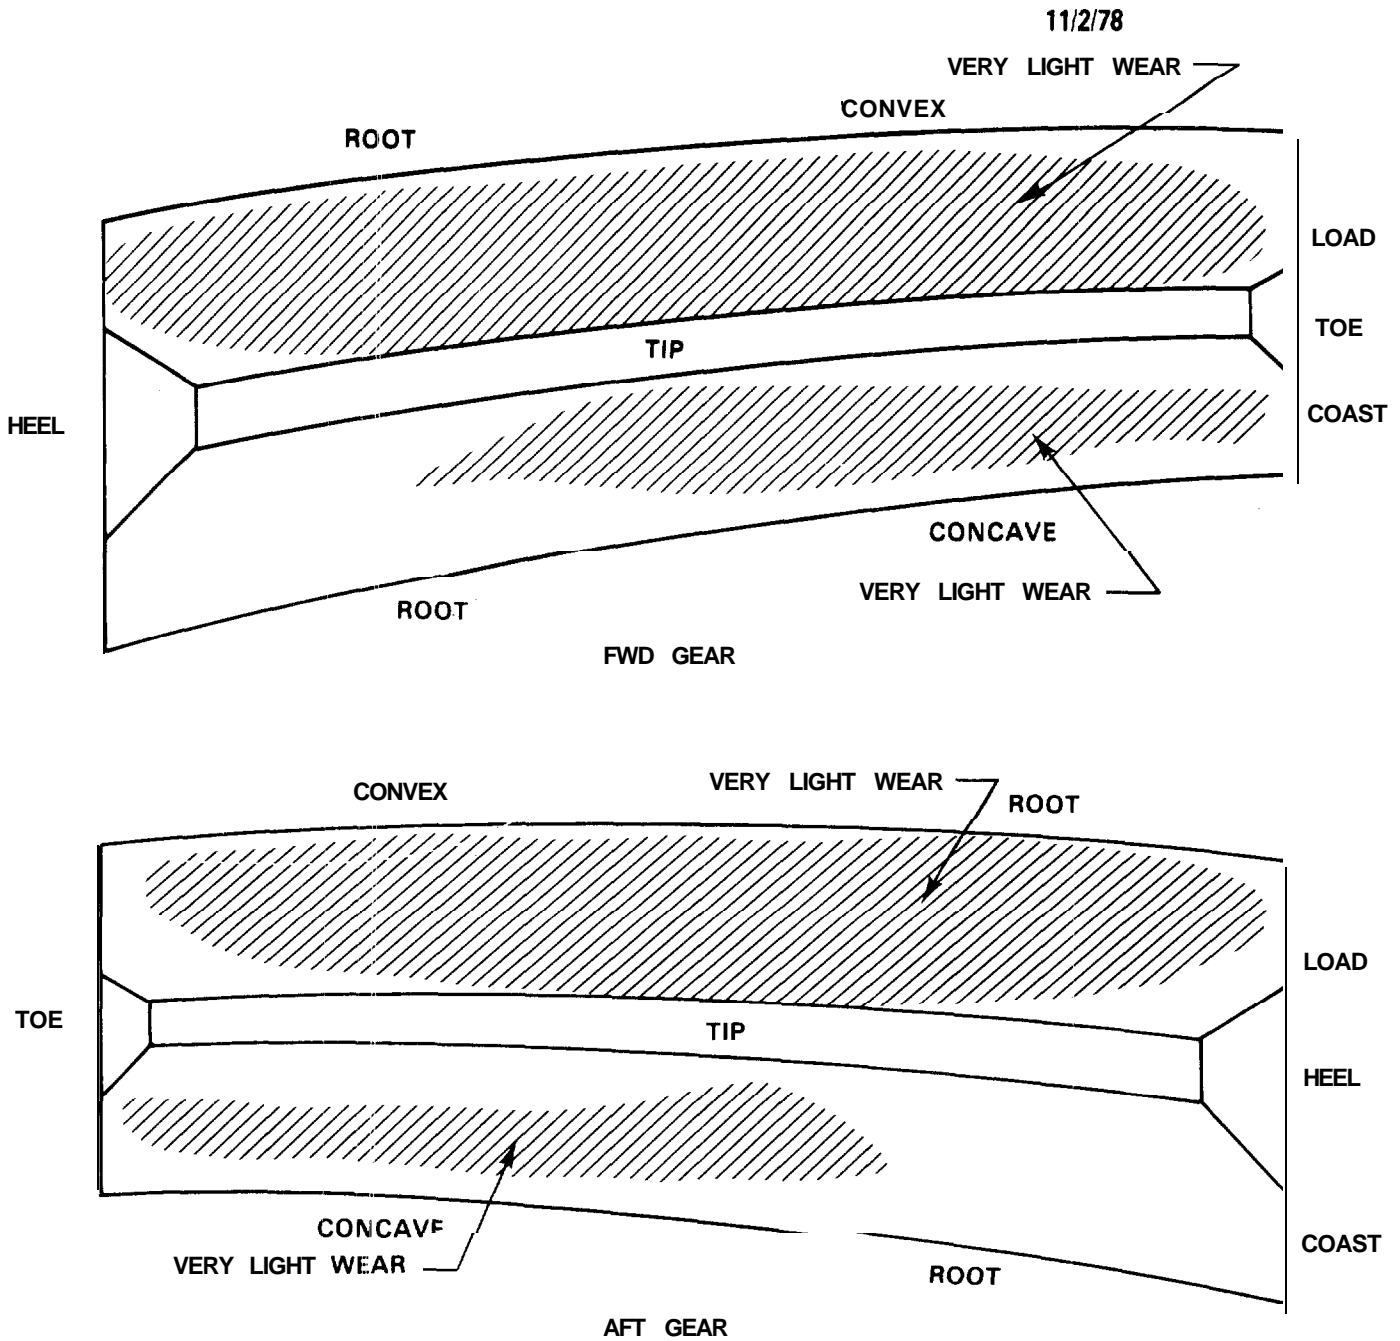 11/2/78
VERY LIGHT WEAR
CONVEX
ROOT
LOAD
TOE
TIP
HEEL
COAST
CONCAVE
VERY LIGHT WEAR
ROOT
FWD GEAR
VERY LIGHT WEAR
CONVEX
ROOT
LOAD
TOE
TIP
HEEL
CONCAVE
COAST
VERY LIGHT WEAR
ROOT
AFT GEAR